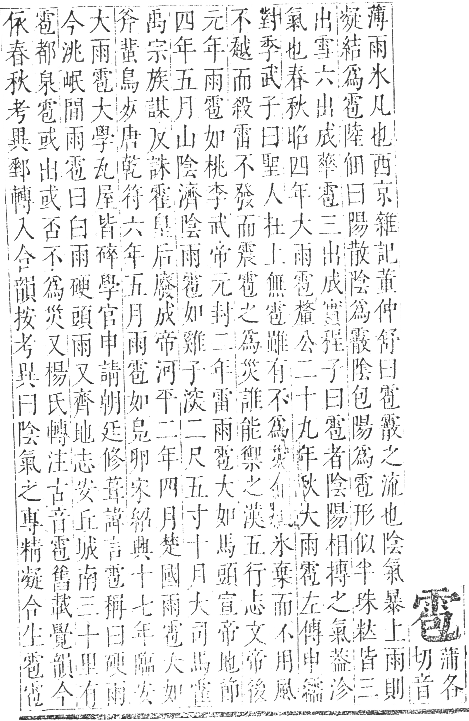 雹
蒲各
切音
薄雨冰凡也西京雜記董仲舒曰雹霰之流也陰氣暴上雨則
凝結爲雹陸佃曰陽散陰爲霰陰包陽爲雹形似半珠粒皆三
出雪六出成華雹三出成實程子曰雹者陰陽相搏之氣蓋沴
氣也春秋昭四年大雨雹釐公二十九年秋大雨雹左傳申繻
對季武子曰聖人在上無雹雖有不爲災 冰棄而不用風
不越而殺雷不發而震雹之爲災誰能禦之漢五行志文帝後
元年雨雹如桃李武帝元封二年雷雨雹大如馬頭宣帝地節
四年五月山陰濟陰雨雹如雞子深二尺五寸十月大司馬霍
禹宗族謀反誅霍皇后廢成帝河平二年四月楚國雨雹大如
斧蜚鳥死唐乾符六年五月雨雹如鳧卵宋紹興十七年臨安
大雨雹大學丸屋皆碎學官申請朝廷修葺諱言雹稱曰硬雨
今洮岷間雨雹曰白雨硬頭雨又齊地志安丘城南三十里有
雹都泉雹或出或否不爲災又楊氏轉注古音雹舊載覺韻今
依春秋考異郵轉入合韻按考異曰陰氣之專精凝合生雹雹